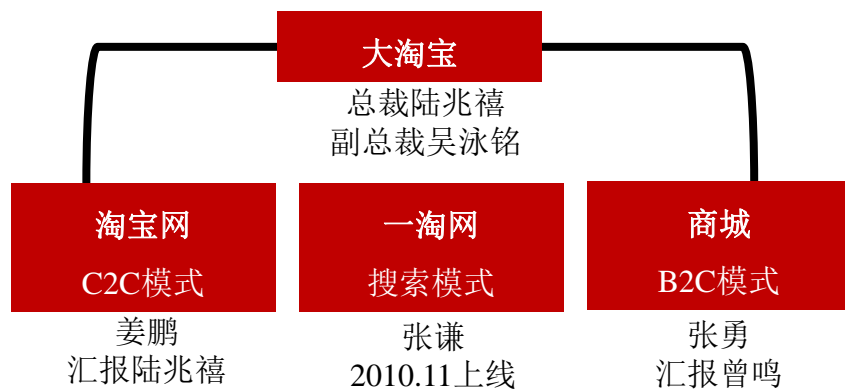 大淘宝
总裁陆兆禧
副总裁吴泳铭
淘宝网
C2C模式
姜鹏
汇报陆兆禧
一淘网
搜索模式
张谦
2010.11上线
商城
B2C模式
张勇
汇报曾鸣